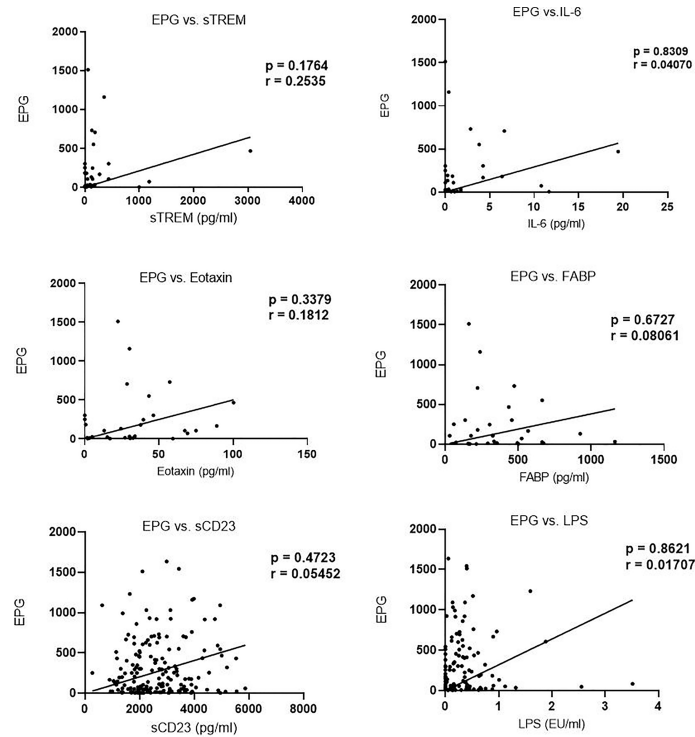 EPG vs. sTREM
2000
1500
1000
500
0
EPG
p = 0.1764
r = 0.2535
0 1000 2000 3000 4000
sTREM (pg/ml)
EPG vs.IL-6
2000
1500
1000
500
0
EPG
p = 0.8309
r = 0.04070
0 5 10 15 20 25
IL-6 (pg/ml)
EPG vs. Eotaxin
2000
1500
1000
500
0
EPG
p = 0.3379
r = 0.1812
0 50 100 150
Eotaxin (pg/ml)
EPG vs. FABP
2000
1500
1000
500
0
EPG
p = 0.6727
r = 0.08061
0 500 1000 1500
FABP (pg/ml)
EPG vs. sCD23
2000
1500
1000
500
0
EPG
p = 0.4723
r = 0.05452
0 2000 4000 6000 8000
sCD23 (pg/ml)
EPG vs. LPS
2000
1500
1000
500
0
EPG
p = 0.8621
r = 0.01707
0 1 2 3 4
LPS (EU/ml)